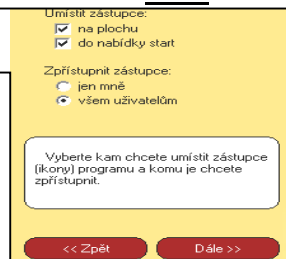 Umístit zástupce:
na plochu
do nabídky start
Zpřístupnit zástupce:
jen mně
všem uživatelům
Vyberte kam chcete umístit zástupce
(ikony) programu a komu je chcete
zpřístupnit.
<< Zpět
Dále >>